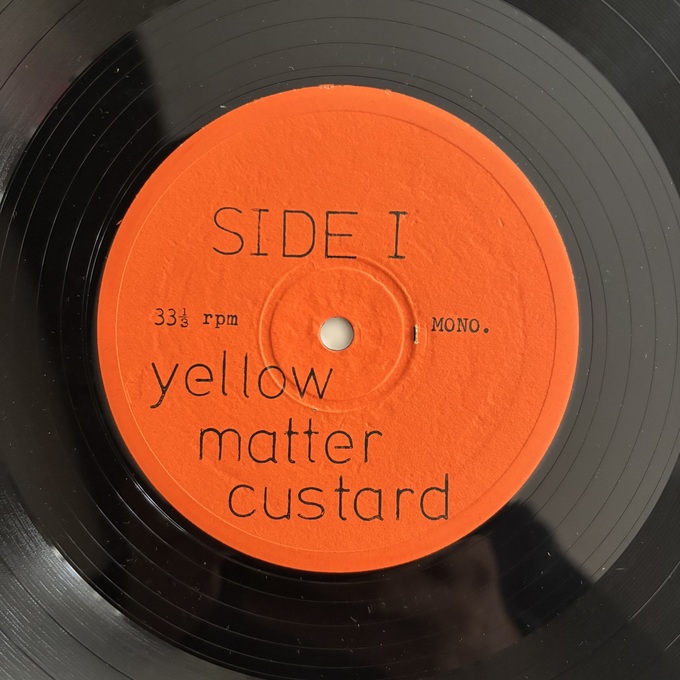 SIDE I
33⅓ rpm
MONO.
yellow
matter
custard